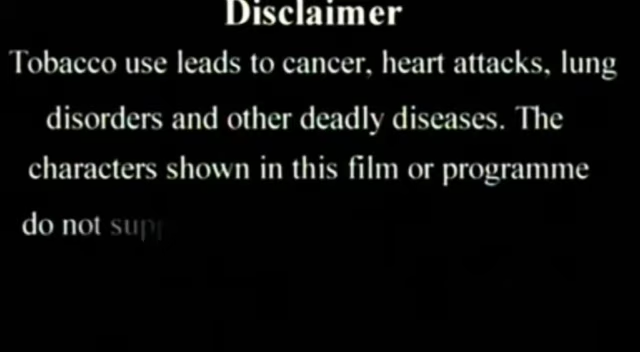 Disclaimer
Tobacco use leads to cancer, heart attacks, lung
disorders and other deadly diseases. The
characters shown in this film or programme
do not sup